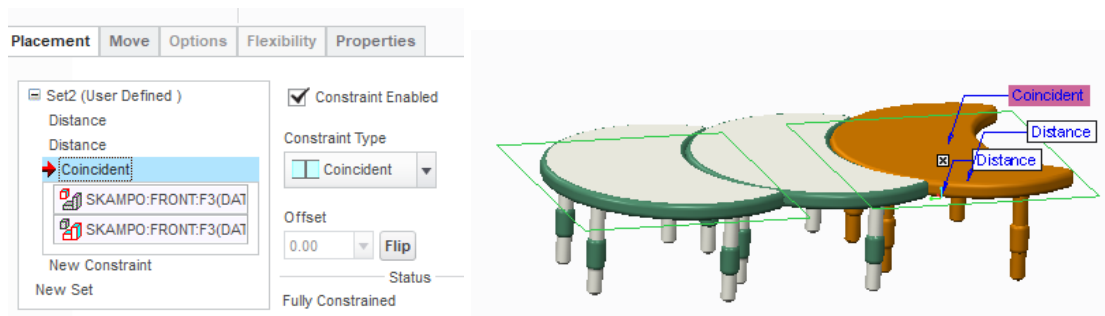 Placement Move Options Flexibility Properties
Set2 (User Defined )
Distance
Distance
Coincident
SKAMPO:FRONT:F3(DAT
SKAMPO:FRONT:F3(DAT
New Constraint
New Set
Constraint Enabled
Constraint Type
Coincident
Offset
0.00 Flip
Status
Fully Constrained
Coincident
Distance
Distance